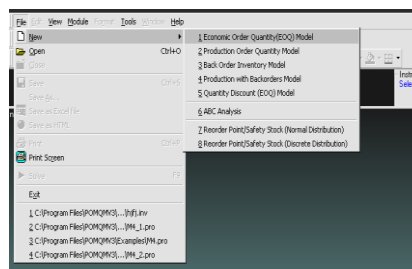 File Edit View Module Format Tools Window Help
New
Open Ctrl+O
Close
Save Ctrl+S
Save As...
Save as Excel File
Save as HTML
Print Ctrl+P
Print Screen
Solve F9
Exit
1 C:\Program Files\POMQMV3\...\hjfj.inv
2 C:\Program Files\POMQMV3\...\M4_1.pro
3 C:\Program Files\POMQMV3\Examples\M4.pro
4 C:\Program Files\POMQMV3\...\M4_2.pro
1 Economic Order Quantity(EOQ) Model
2 Production Order Quantity Model
3 Back Order Inventory Model
4 Production with Backorders Model
5 Quantity Discount (EOQ) Model
6 ABC Analysis
7 Reorder Point/Safety Stock (Normal Distribution)
8 Reorder Point/Safety Stock (Discrete Distribution)
Inst
Sele